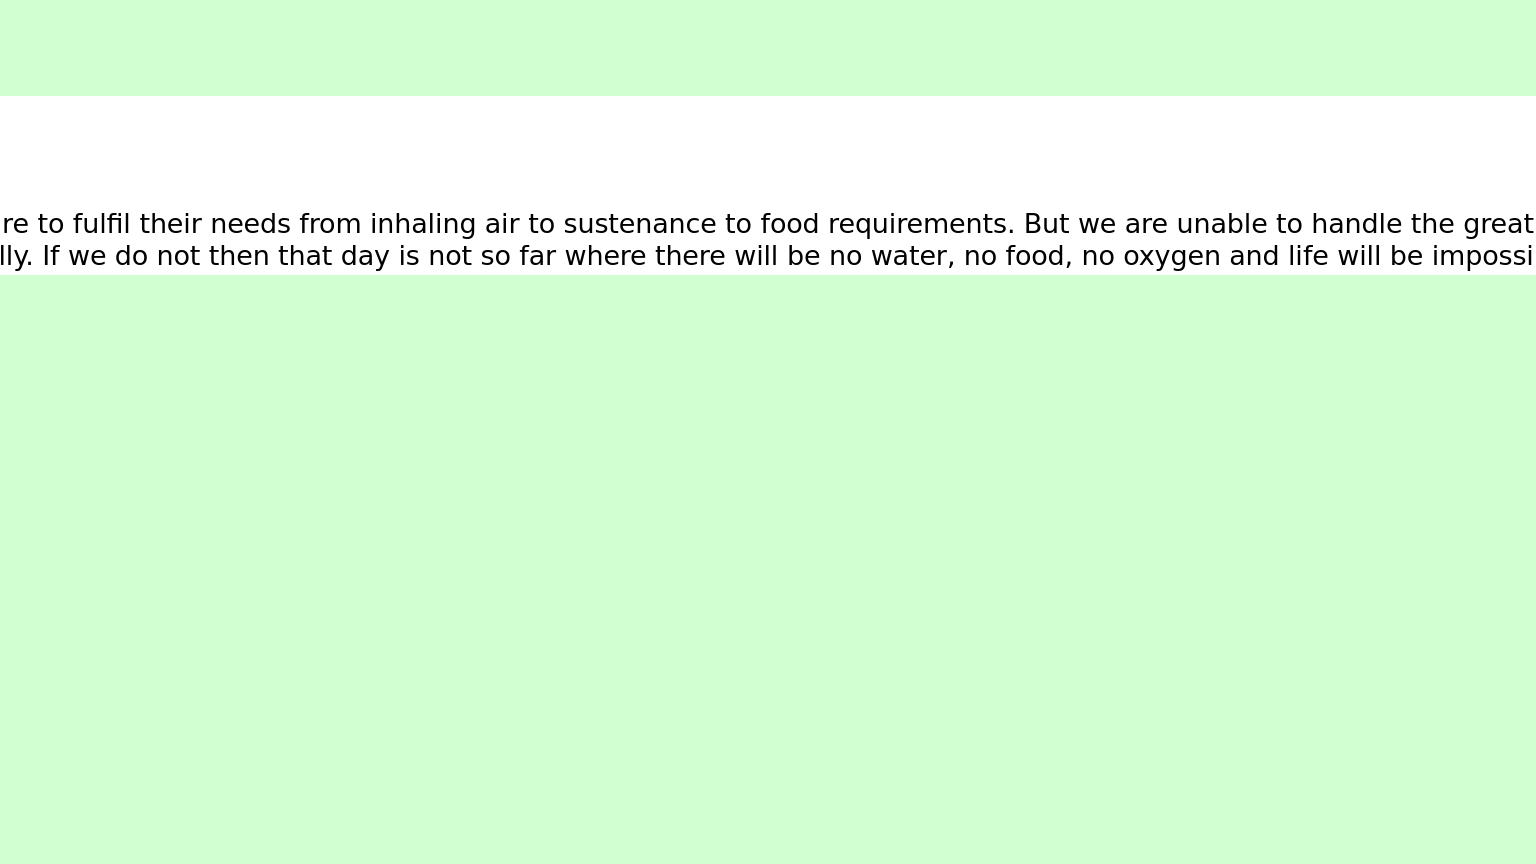 re to fulfil their needs from inhaling air to sustenance to food requirements. But we are unable to handle the great
lly. If we do not then that day is not so far where there will be no water, no food, no oxygen and life will be impossi